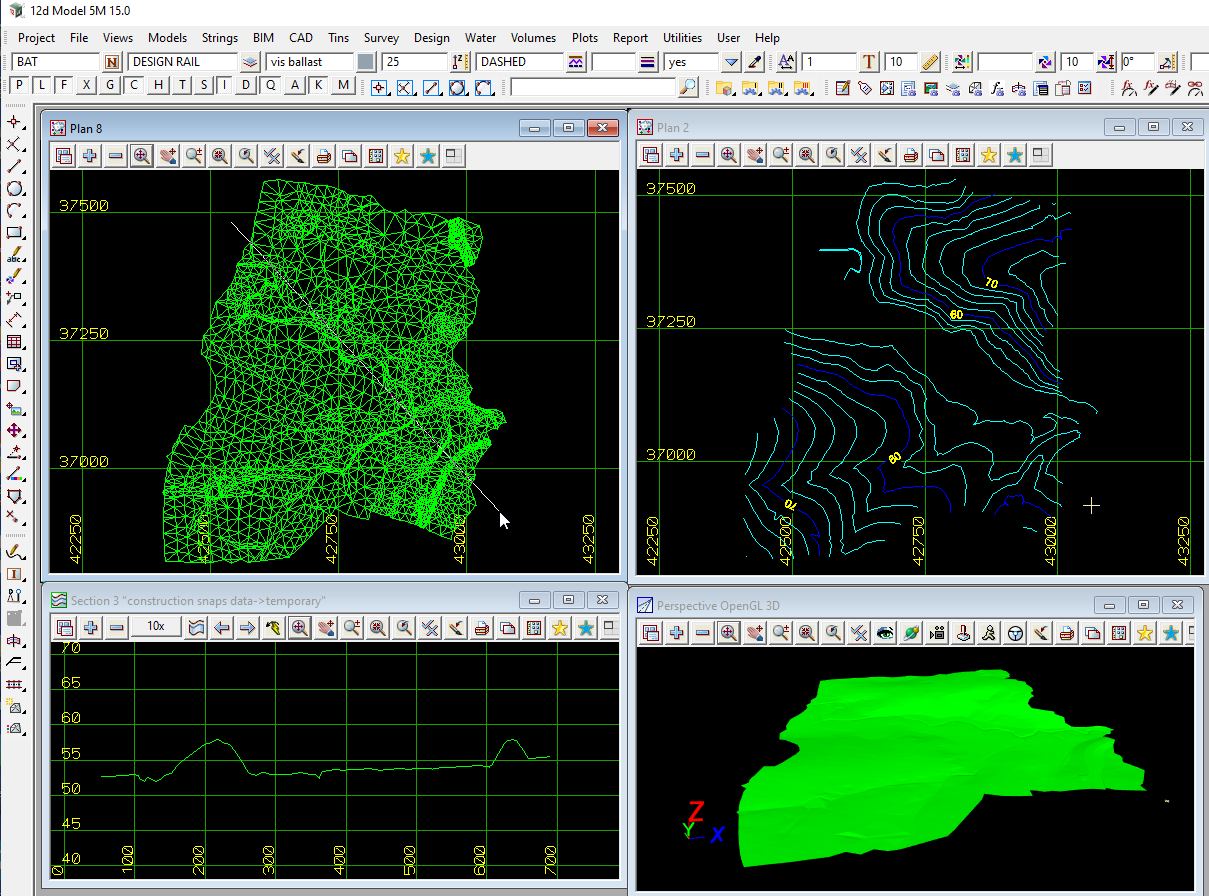 12d Model 5M 15.0
Project File Views Models Strings BIM CAD Tins Survey Design Water Volumes Plots Report Utilities User Help
BAT N DESIGN RAIL vis ballast 25 DASHED yes 1 T 10 10 0°
P L F X G C H T S I D Q A K M
Plan 8
37500
37250
37000
42250
42500
42750
43000
43250
Plan 2
37500
37250
37000
70
60
60
70
42250
42500
42750
43000
43250
abc
Section 3 "construction snaps data->temporary"
10x
70
65
60
55
50
45
40
0
100
200
300
400
500
600
700
Perspective OpenGL 3D
Z
Y
X